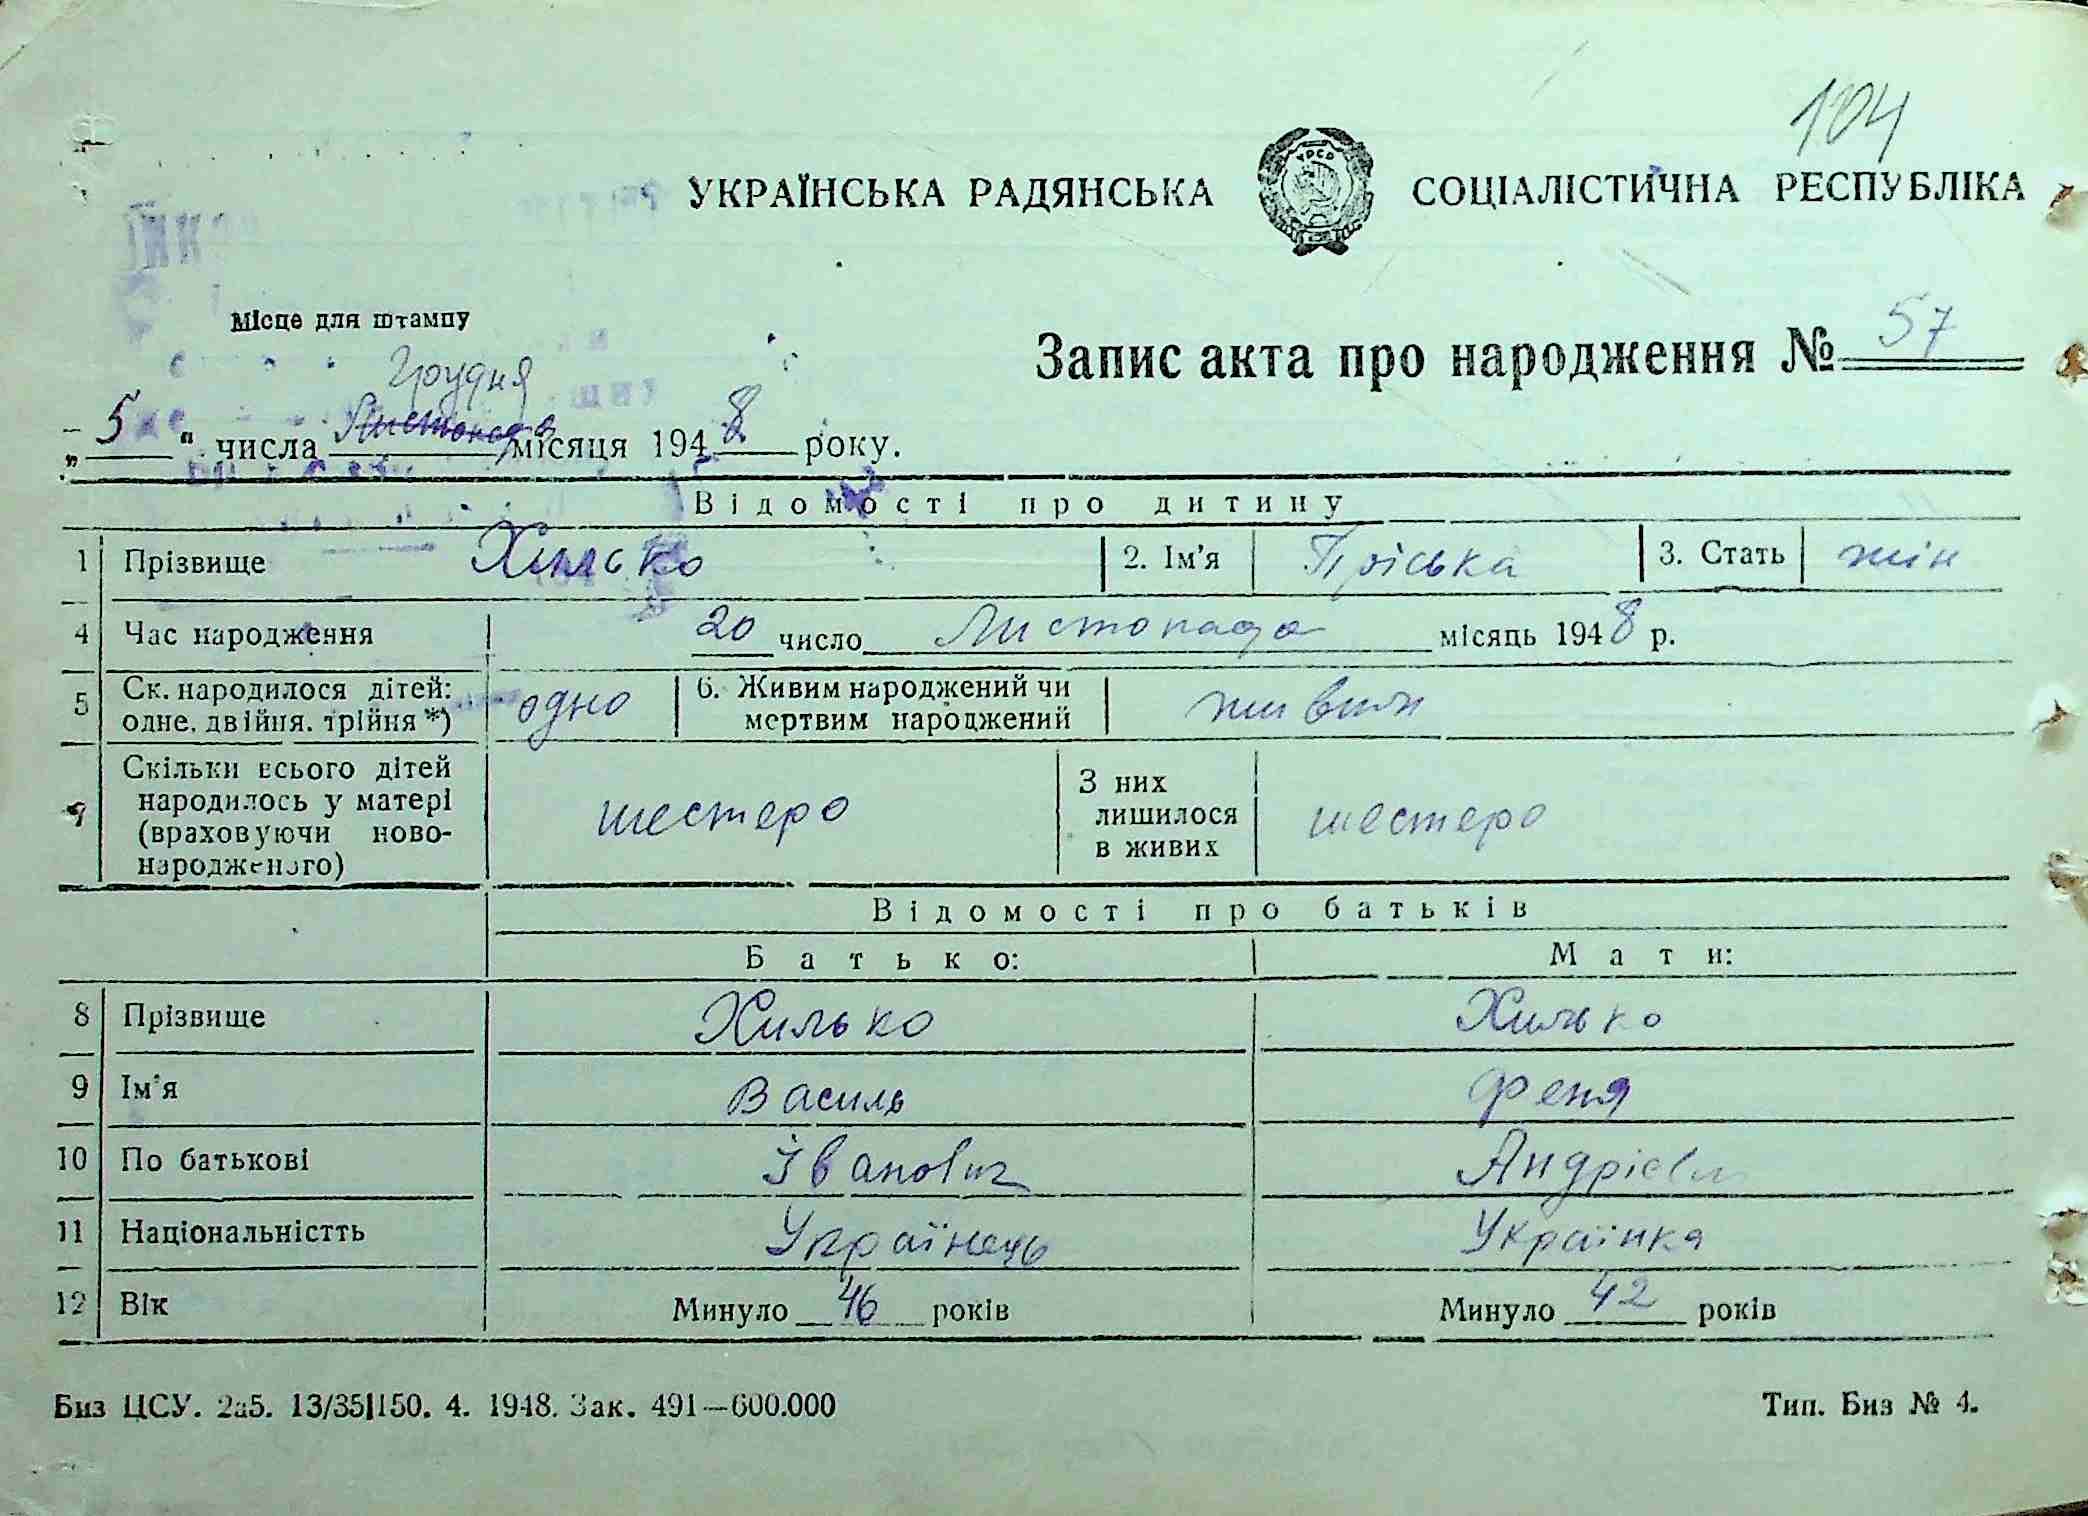 104
УКРАЇНСЬКА РАДЯНСЬКА СОЦІАЛІСТИЧНА РЕСПУБЛІКА
УРСР
Місце для штампу
Запис акта про народження № 57
Грудня
„5" числа Листопада місяця 1948 року.
Відомості про дитину
1 Прізвище Хилько 2. Ім'я Пріська 3. Стать жін
4 Час народження 20 число Листопада місяць 1948 р.
5 Ск. народилося дітей: одне, двійня, трійня *) одно 6. Живим народжений чи мертвим народжений живим
7 Скільки всього дітей народилось у матері (враховуючи новонародженого) шестеро З них лишилося в живих шестеро
Відомості про батьків
Батько: Мати:
8 Прізвище Хилько Хилько
9 Ім'я Василь Феня
10 По батькові Іванович Андрієвн
11 Національністть Українець Українка
12 Вік Минуло 46 років Минуло 42 років
Биз ЦСУ. 2а5. 13/35|150. 4. 1948. Зак. 491—600.000 Тип. Биз № 4.